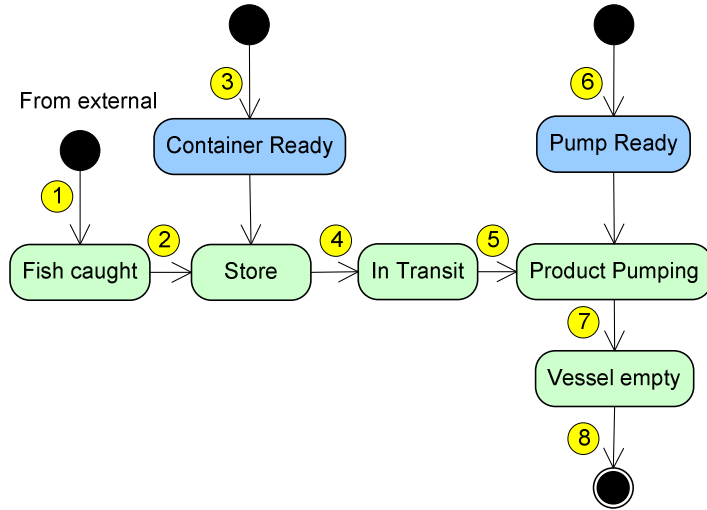 3
6
From external
Container Ready
Pump Ready
1
2
4
5
Fish caught
Store
In Transit
Product Pumping
7
Vessel empty
8